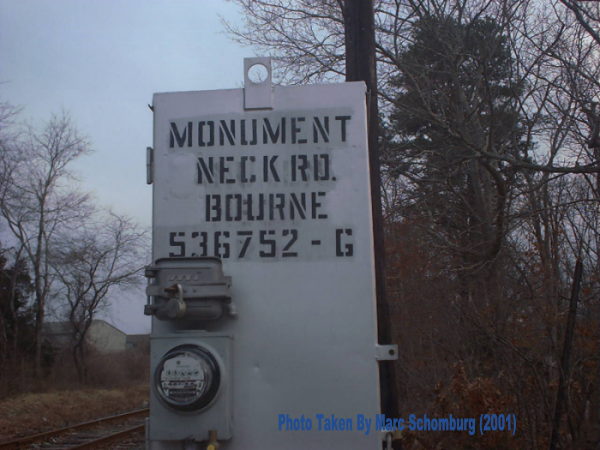 MONUMENT
NECK RD.
BOURNE
536752-G
Photo Taken By Marc Schomburg (2001)